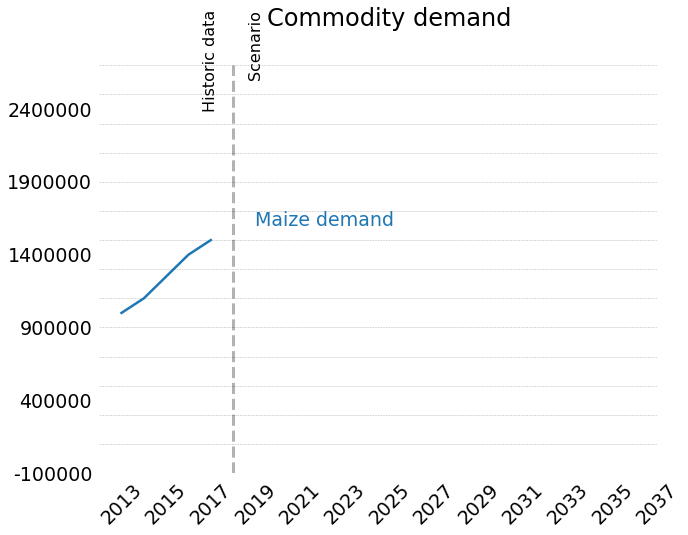 Commodity demand
Historic data
Scenario
2400000
1900000
Maize demand
1400000
900000
400000
-100000
2013 2015 2017 2019 2021 2023 2025 2027 2029 2031 2033 2035 2037